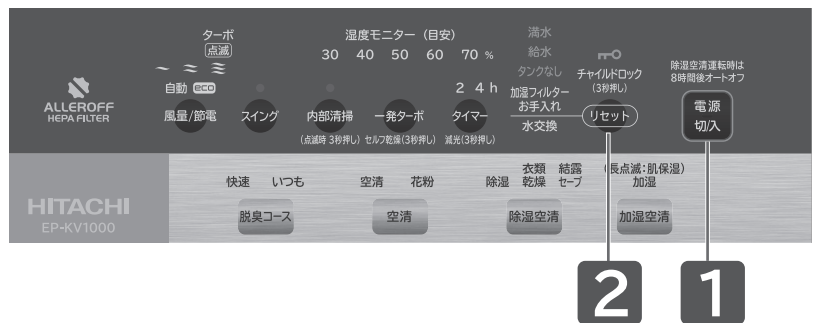 ターボ
点滅
自動 eco
風量/節電
スイング
湿度モニター（目安）
30 40 50 60 70 %
内部清掃
(点滅時 3秒押し)
一発ターボ
セルフ乾燥(3秒押し)
2 4 h
タイマー
減光(3秒押し)
満水
給水
タンクなし
加湿フィルター
お手入れ
水交換
チャイルドロック
(3秒押し)
リセット
除湿空清運転時は
8時間後オートオフ
電源
切/入
ALLEROFF
HEPA FILTER
HITACHI
EP-KV1000
快速 いつも
脱臭コース
空清 花粉
空清
除湿 衣類乾燥 結露セーブ
除湿空清
(長点滅:肌保湿)
加湿
加湿空清
2
1